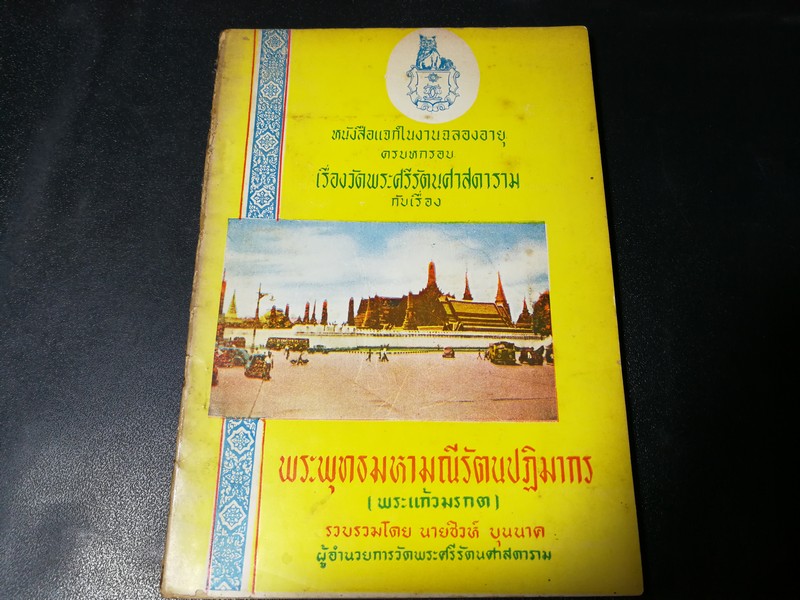 หนังสือแจกในงานฉลองอายุ
ครบหกรอบ
เรื่องวัดพระศรีรัตนศาสดาราม
กับเรื่อง
พระพุทธมหามณีรัตนปฏิมากร
(พระแก้วมรกต)
รวบรวมโดย นายชิวห์ บุนนาค
ผู้อำนวยการวัดพระศรีรัตนศาสดาราม